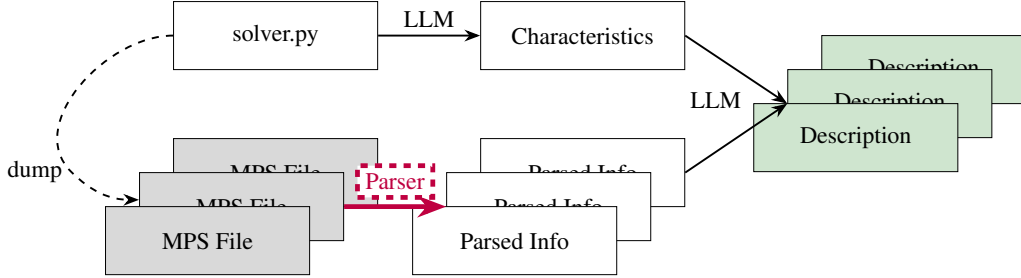 LLM
solver.py
Characteristics
Description
LLM
Description
Description
dump
MPS File
Parser
Parsed Info
MPS File
Parsed Info
MPS File
Parsed Info